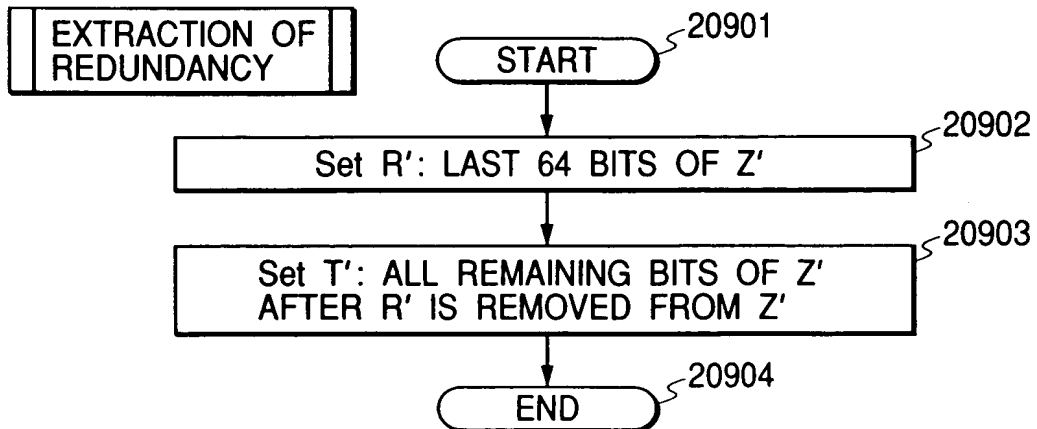 EXTRACTION OF
REDUNDANCY
20901
START
20902
Set R′: LAST 64 BITS OF Z′
20903
Set T′: ALL REMAINING BITS OF Z′
AFTER R′ IS REMOVED FROM Z′
20904
END